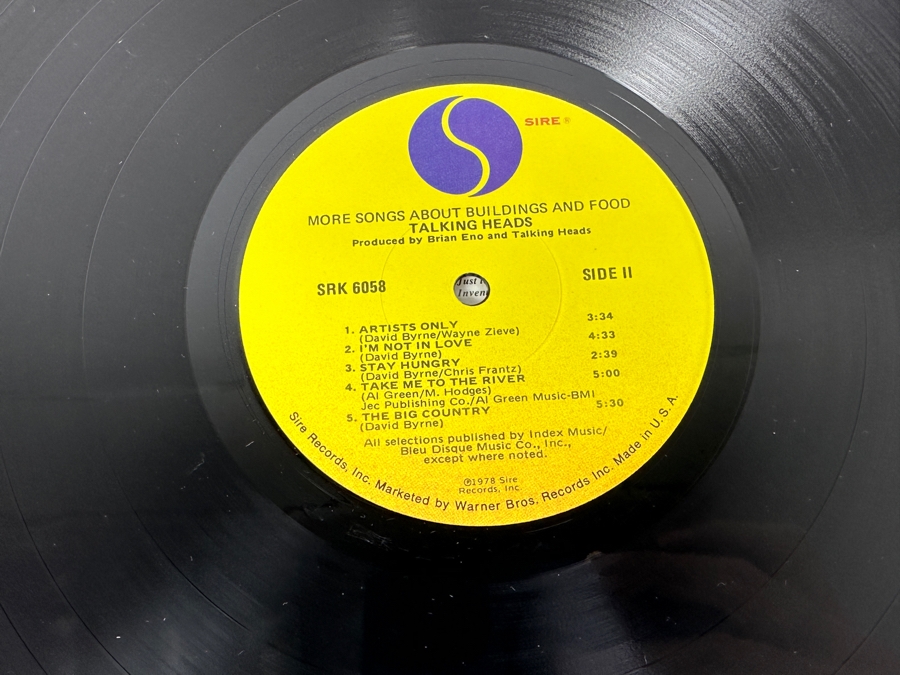 SIRE®
MORE SONGS ABOUT BUILDINGS AND FOOD
TALKING HEADS
Produced by Brian Eno and Talking Heads
SRK 6058
SIDE II
Just
Inven
1. ARTISTS ONLY 3:34
(David Byrne/Wayne Zieve)
2. I'M NOT IN LOVE 4:33
(David Byrne)
3. STAY HUNGRY 2:39
(David Byrne/Chris Frantz)
4. TAKE ME TO THE RIVER 5:00
(Al Green/M. Hodges)
Jec Publishing Co./Al Green Music-BMI
5. THE BIG COUNTRY 5:30
(David Byrne)
All selections published by Index Music/
Bleu Disque Music Co., Inc.,
except where noted.
℗1978 Sire
Records, Inc.
Sire Records, Inc. Marketed by Warner Bros. Records Inc. Made in U.S.A.